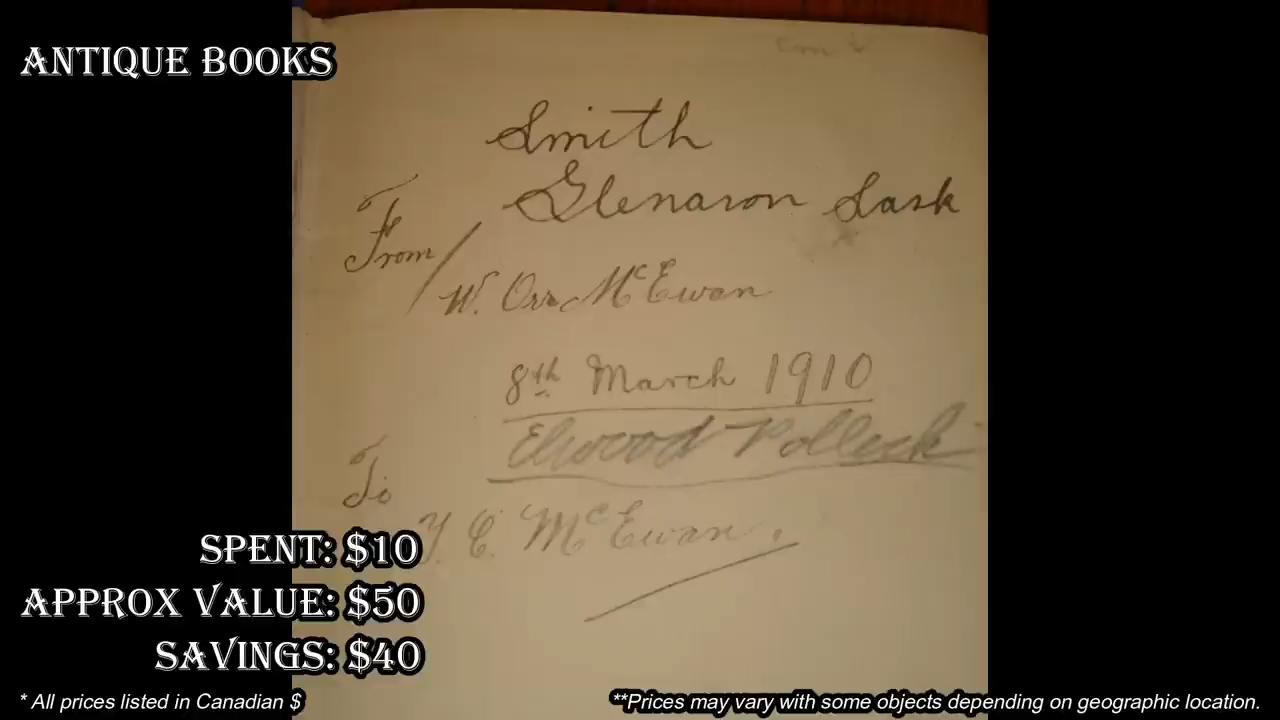 ANTIQUE BOOKS
Smith
Glenaron Sask
From
W. Orr McEwan
8th March 1910
Elwood Pollock
To
Y. C. McEwan.
SPENT: $10
APPROX VALUE: $50
SAVINGS: $40
* All prices listed in Canadian $
**Prices may vary with some objects depending on geographic location.